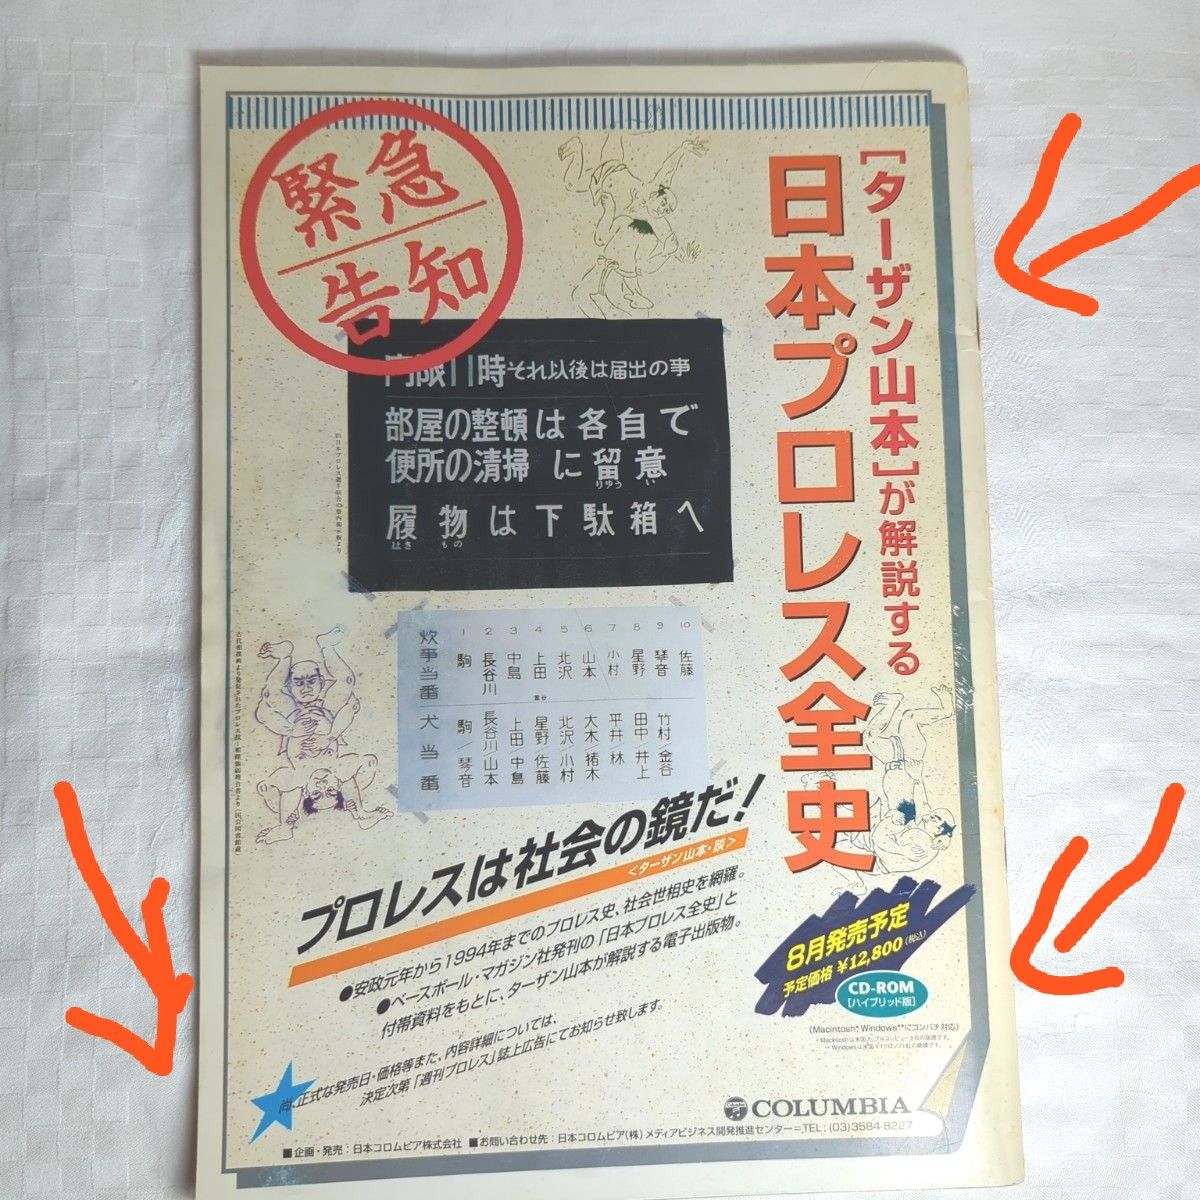 緊急
告知
[ターザン山本]が解説する
日本プロレス全史
門限11時それ以後は届出の事
部屋の整頓は各自で
便所の清掃に留意
りゅうい
履物は下駄箱へ
はきもの
炊事当番
1 2 3 4 5 6 7 8 9 10
駒 長谷川 中島 上田 北沢 山本 小村 星野 琴音 佐藤
犬当番
駒/琴音 長谷川/山本 上田/中島 星野/佐藤 北沢/小村 大木/柘木 平井/林 田中/井上 竹村/金谷
プロレスは社会の鏡だ!
<ターザン山本・談>
●安政元年から1994年までのプロレス史、社会世相史を網羅。
●ベースボール・マガジン社発刊の「日本プロレス全史」と
付帯資料をもとに、ターザン山本が解説する電子出版物。
8月発売予定
予定価格 ¥12,800(税込)
CD-ROM
[ハイブリッド版]
(Macintosh* Windows**にコンパチ対応)
尚、正式な発売日・価格等また、内容詳細については、
決定次第「週刊プロレス」誌上広告にてお知らせ致します。
COLUMBIA
■企画・発売:日本コロムビア株式会社 ■お問い合わせ先:日本コロムビア(株)メディアビジネス開発推進センター=TEL:(03)3584-8227